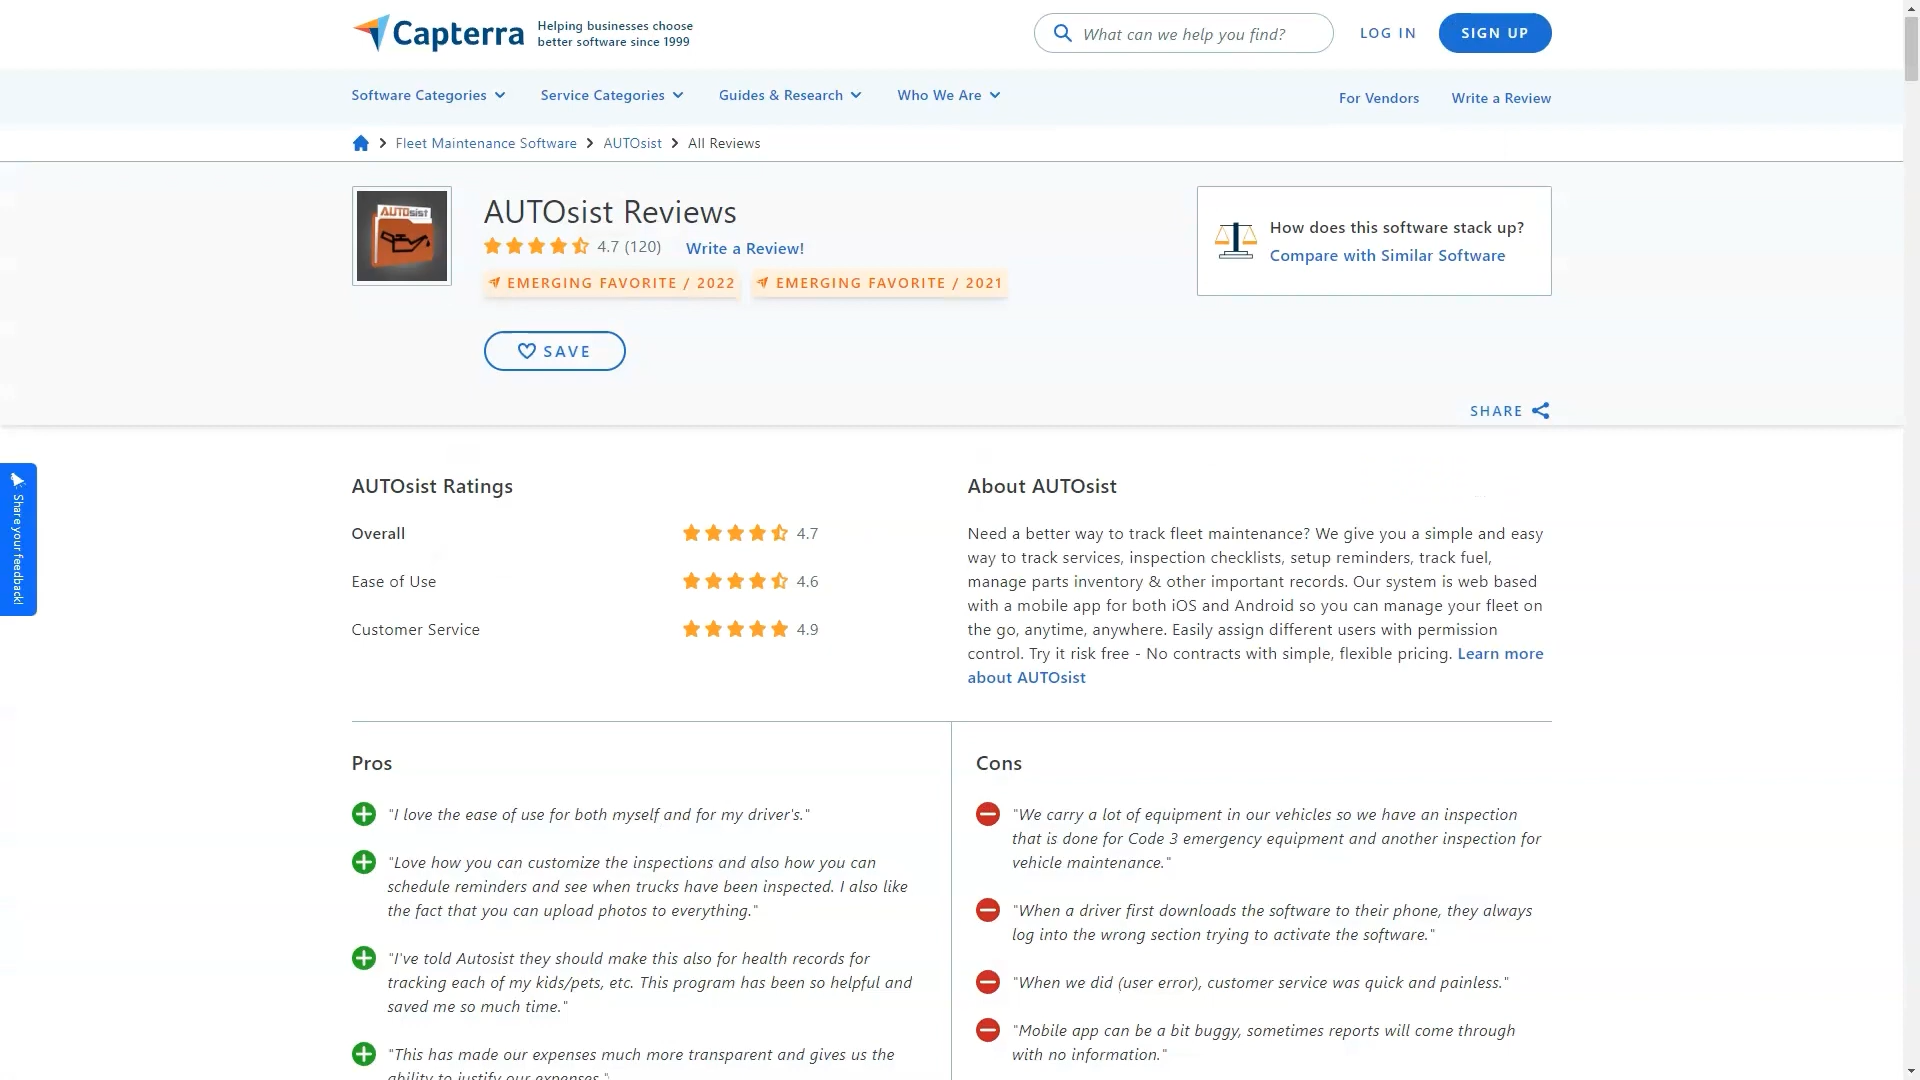 Capterra
Helping businesses choose
better software since 1999
What can we help you find?
LOG IN
SIGN UP
Software Categories
Service Categories
Guides & Research
Who We Are
For Vendors
Write a Review
Fleet Maintenance Software
AUTOsist
All Reviews
AUTOsist
AUTOsist Reviews
4.7 (120)
Write a Review!
EMERGING FAVORITE / 2022
EMERGING FAVORITE / 2021
SAVE
How does this software stack up?
Compare with Similar Software
SHARE
Share your feedback!
AUTOsist Ratings
Overall
4.7
Ease of Use
4.6
Customer Service
4.9
About AUTOsist
Need a better way to track fleet maintenance? We give you a simple and easy
way to track services, inspection checklists, setup reminders, track fuel,
manage parts inventory & other important records. Our system is web based
with a mobile app for both iOS and Android so you can manage your fleet on
the go, anytime, anywhere. Easily assign different users with permission
control. Try it risk free - No contracts with simple, flexible pricing. Learn more
about AUTOsist
Pros
"I love the ease of use for both myself and for my driver's."
"Love how you can customize the inspections and also how you can
schedule reminders and see when trucks have been inspected. I also like
the fact that you can upload photos to everything."
"I've told Autosist they should make this also for health records for
tracking each of my kids/pets, etc. This program has been so helpful and
saved me so much time."
"This has made our expenses much more transparent and gives us the
ability to justify our expenses."
Cons
"We carry a lot of equipment in our vehicles so we have an inspection
that is done for Code 3 emergency equipment and another inspection for
vehicle maintenance."
"When a driver first downloads the software to their phone, they always
log into the wrong section trying to activate the software."
"When we did (user error), customer service was quick and painless."
"Mobile app can be a bit buggy, sometimes reports will come through
with no information."